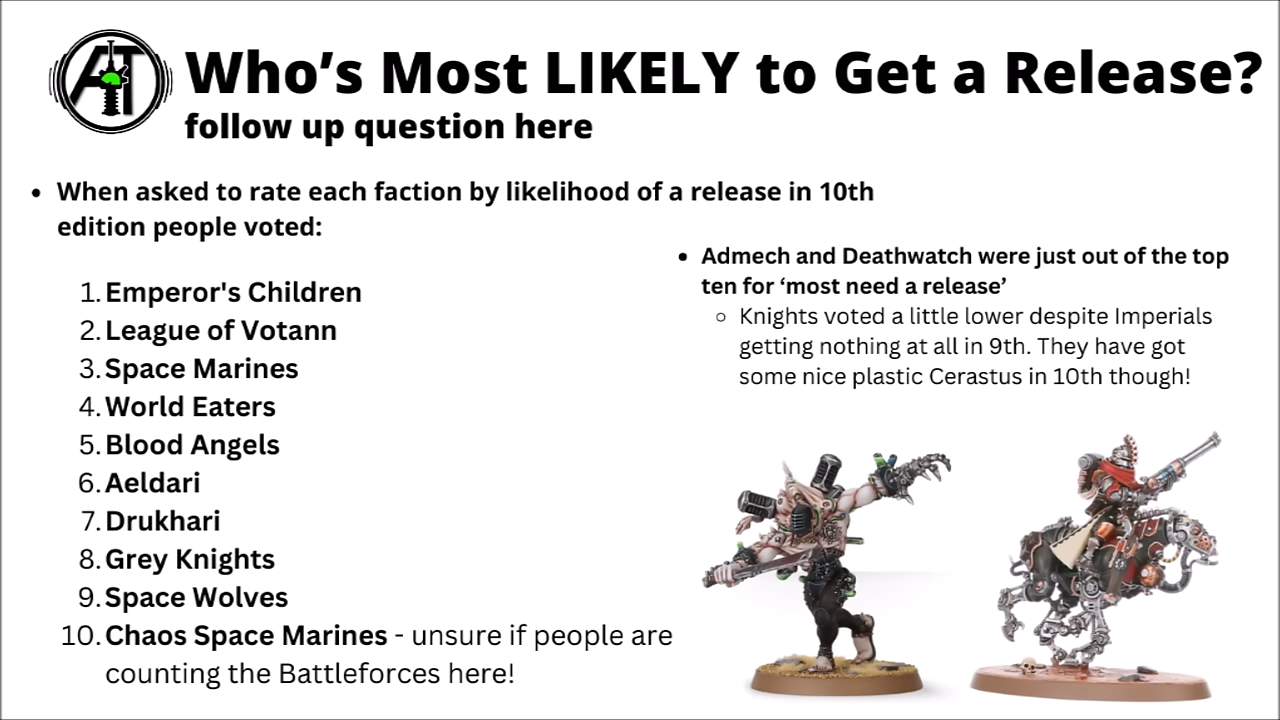 AT
Who's Most LIKELY to Get a Release?
follow up question here
• When asked to rate each faction by likelihood of a release in 10th
edition people voted:
1. Emperor's Children
2. League of Votann
3. Space Marines
4. World Eaters
5. Blood Angels
6. Aeldari
7. Drukhari
8. Grey Knights
9. Space Wolves
10. Chaos Space Marines - unsure if people are
counting the Battleforces here!
• Admech and Deathwatch were just out of the top
ten for ‘most need a release’
○ Knights voted a little lower despite Imperials
getting nothing at all in 9th. They have got
some nice plastic Cerastus in 10th though!